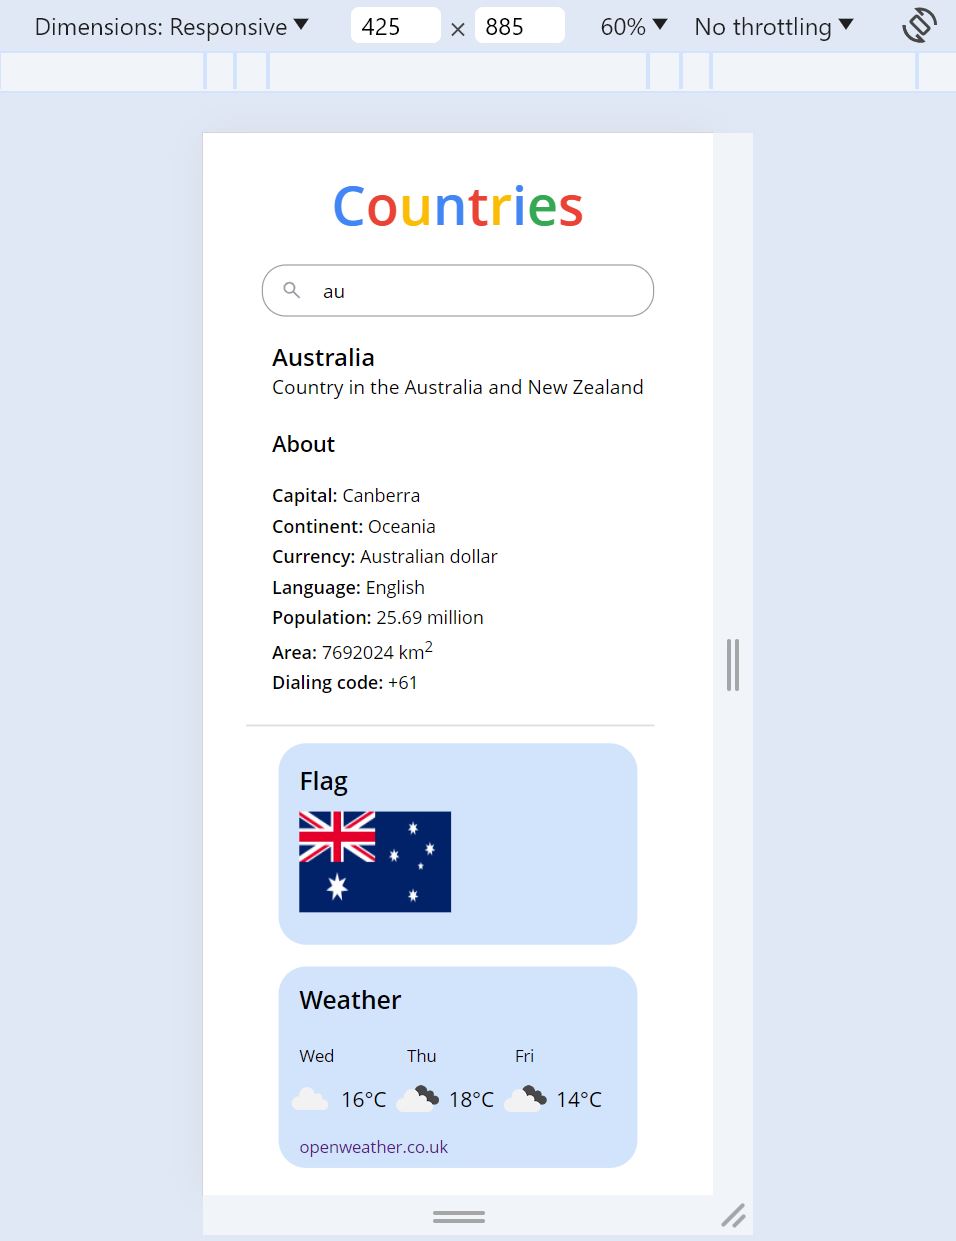 Dimensions: Responsive 425 × 885 60% No throttling
Countries
au
Australia
Country in the Australia and New Zealand
About
Capital: Canberra
Continent: Oceania
Currency: Australian dollar
Language: English
Population: 25.69 million
Area: 7692024 km²
Dialing code: +61
Flag
Weather
Wed Thu Fri
16°C 18°C 14°C
openweather.co.uk